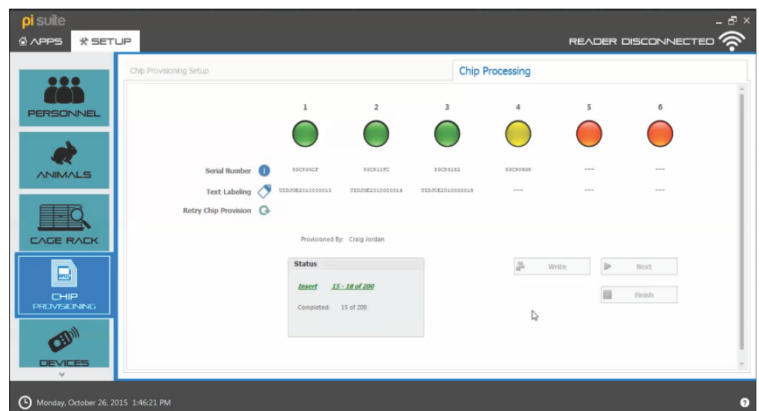 pi suite
APPS
SETUP
READER DISCONNECTED
Chip Provisioning Setup
Chip Processing
1 2 3 4 5 6
PERSONNEL
ANIMALS
CAGE RACK
CHIP PROVISIONING
DEVICES
Serial Number --- ---
Text Labeling --- --- ---
Retry Chip Provision
Provisioned By: Craig Jordan
Status
Insert 15 - 18 of 200
Completed: 15 of 200
Write
Next
Finish
Monday, October 26, 2015 1:46:21 PM